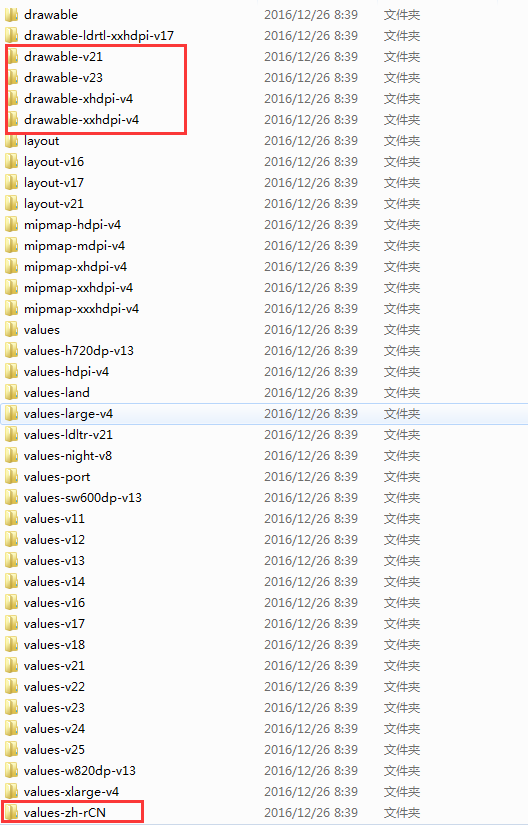 drawable 2016/12/26 8:39 文件夹
drawable-ldrtl-xxhdpi-v17 2016/12/26 8:39 文件夹
drawable-v21 2016/12/26 8:39 文件夹
drawable-v23 2016/12/26 8:39 文件夹
drawable-xhdpi-v4 2016/12/26 8:39 文件夹
drawable-xxhdpi-v4 2016/12/26 8:39 文件夹
layout 2016/12/26 8:39 文件夹
layout-v16 2016/12/26 8:39 文件夹
layout-v17 2016/12/26 8:39 文件夹
layout-v21 2016/12/26 8:39 文件夹
mipmap-hdpi-v4 2016/12/26 8:39 文件夹
mipmap-mdpi-v4 2016/12/26 8:39 文件夹
mipmap-xhdpi-v4 2016/12/26 8:39 文件夹
mipmap-xxhdpi-v4 2016/12/26 8:39 文件夹
mipmap-xxxhdpi-v4 2016/12/26 8:39 文件夹
values 2016/12/26 8:39 文件夹
values-h720dp-v13 2016/12/26 8:39 文件夹
values-hdpi-v4 2016/12/26 8:39 文件夹
values-land 2016/12/26 8:39 文件夹
values-large-v4 2016/12/26 8:39 文件夹
values-ldltr-v21 2016/12/26 8:39 文件夹
values-night-v8 2016/12/26 8:39 文件夹
values-port 2016/12/26 8:39 文件夹
values-sw600dp-v13 2016/12/26 8:39 文件夹
values-v11 2016/12/26 8:39 文件夹
values-v12 2016/12/26 8:39 文件夹
values-v13 2016/12/26 8:39 文件夹
values-v14 2016/12/26 8:39 文件夹
values-v16 2016/12/26 8:39 文件夹
values-v17 2016/12/26 8:39 文件夹
values-v18 2016/12/26 8:39 文件夹
values-v21 2016/12/26 8:39 文件夹
values-v22 2016/12/26 8:39 文件夹
values-v23 2016/12/26 8:39 文件夹
values-v24 2016/12/26 8:39 文件夹
values-v25 2016/12/26 8:39 文件夹
values-w820dp-v13 2016/12/26 8:39 文件夹
values-xlarge-v4 2016/12/26 8:39 文件夹
values-zh-rCN 2016/12/26 8:39 文件夹